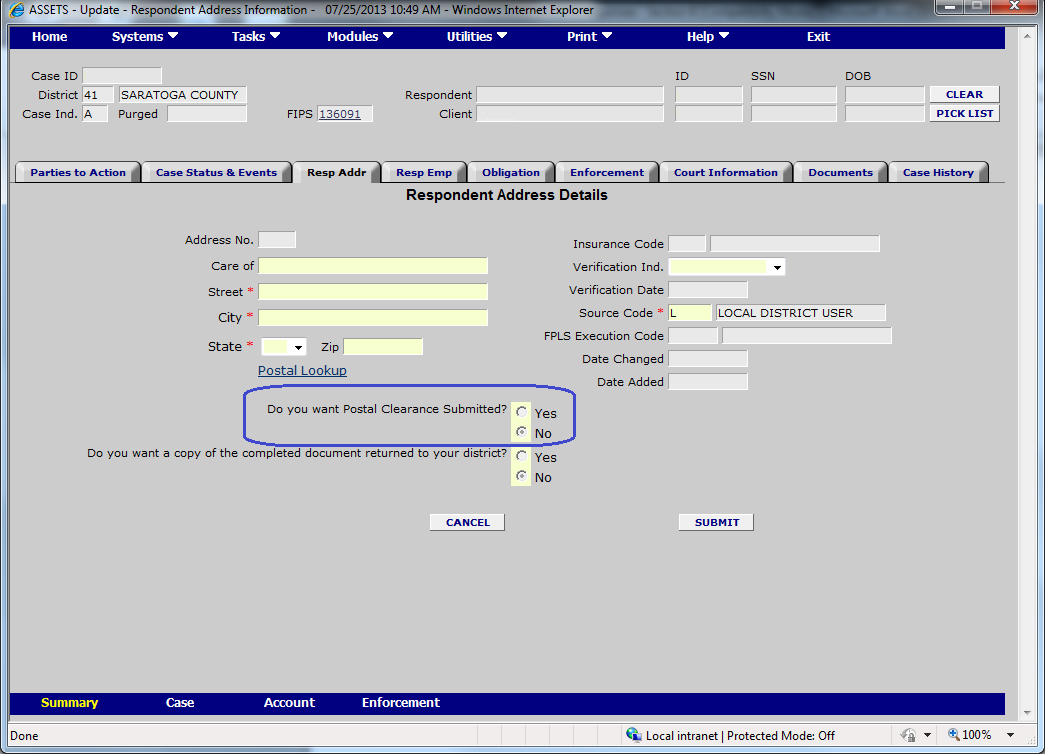 ASSETS - Update - Respondent Address Information - 07/25/2013 10:49 AM - Windows Internet Explorer
Home Systems Tasks Modules Utilities Print Help Exit
Case ID ID SSN DOB
District 41 SARATOGA COUNTY Respondent CLEAR
Case Ind. A Purged FIPS 136091 Client PICK LIST
Parties to Action Case Status & Events Resp Addr Resp Emp Obligation Enforcement Court Information Documents Case History
Respondent Address Details
Address No. Insurance Code
Care of Verification Ind.
Street * Verification Date
City * Source Code * L LOCAL DISTRICT USER
State * Zip FPLS Execution Code
Postal Lookup Date Changed
Date Added
Do you want Postal Clearance Submitted? Yes
No
Do you want a copy of the completed document returned to your district? Yes
No
CANCEL SUBMIT
Summary Case Account Enforcement
Done Local intranet | Protected Mode: Off 100%